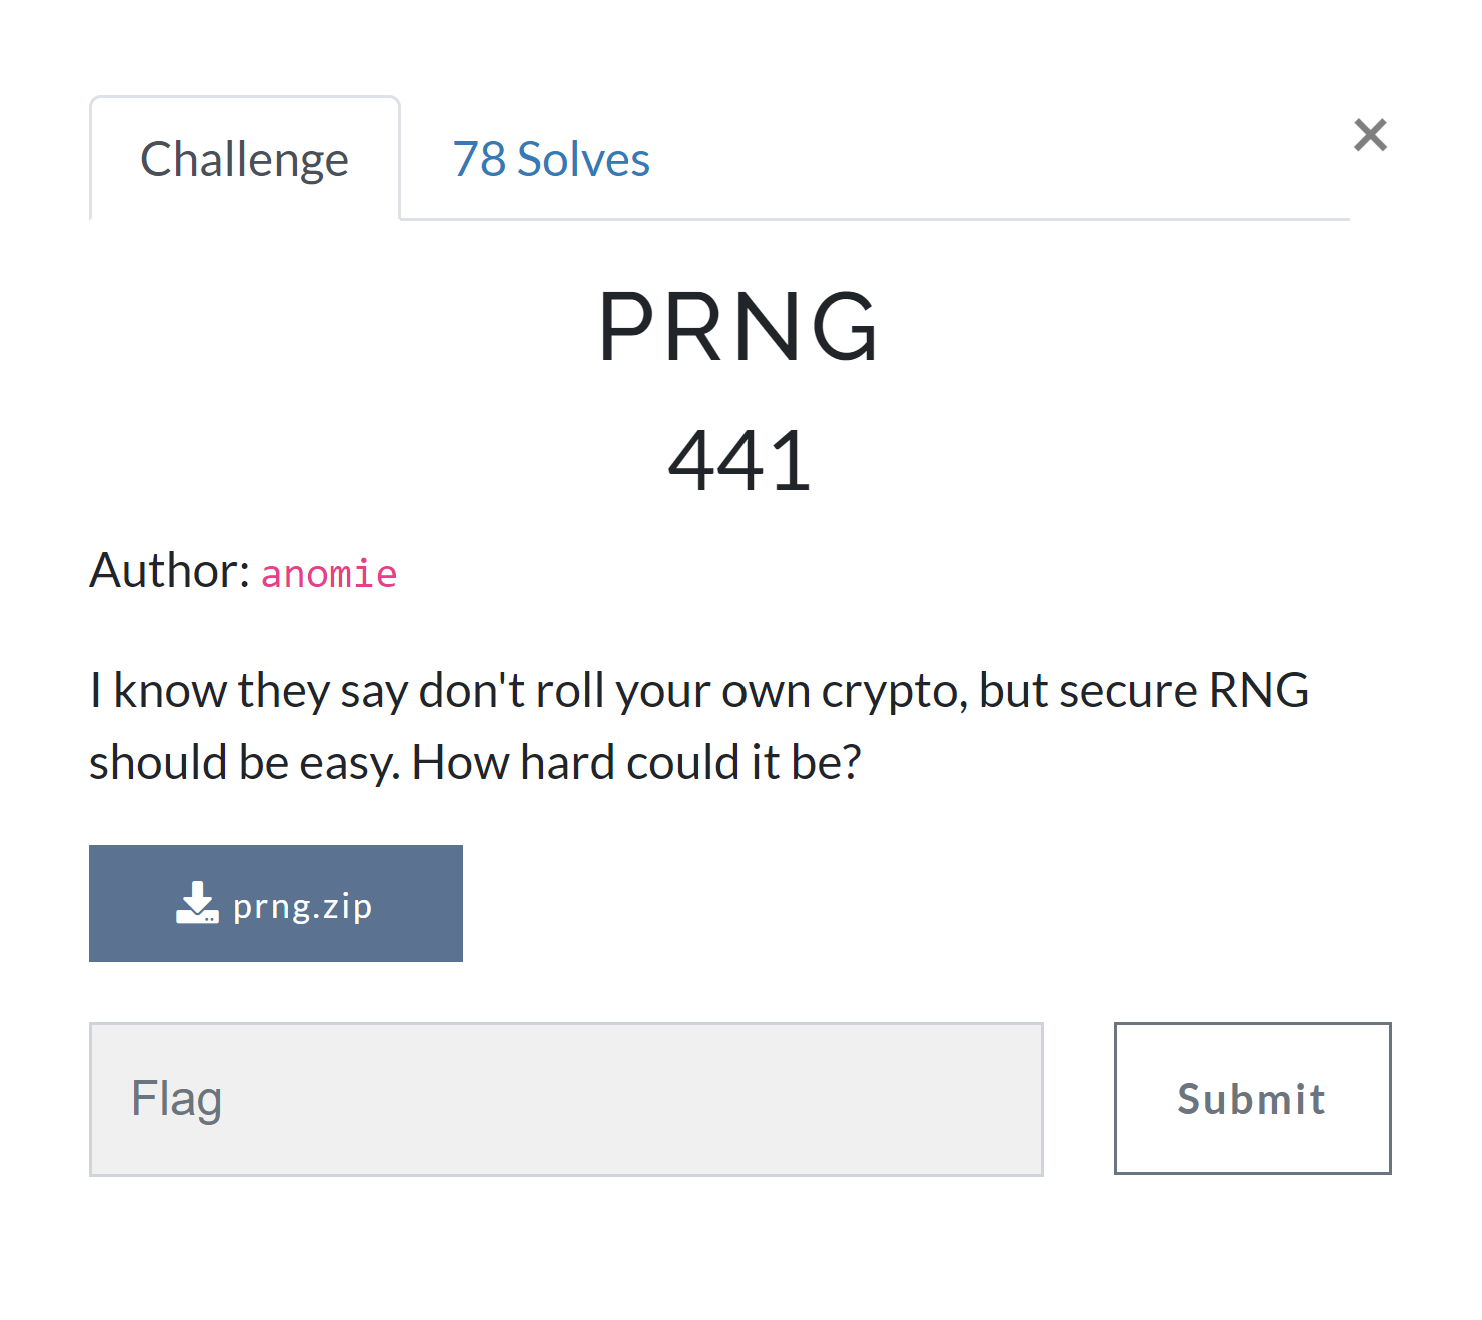 Challenge
78 Solves
×
PRNG
441
Author: anomie
I know they say don't roll your own crypto, but secure RNG
should be easy. How hard could it be?
prng.zip
Flag
Submit